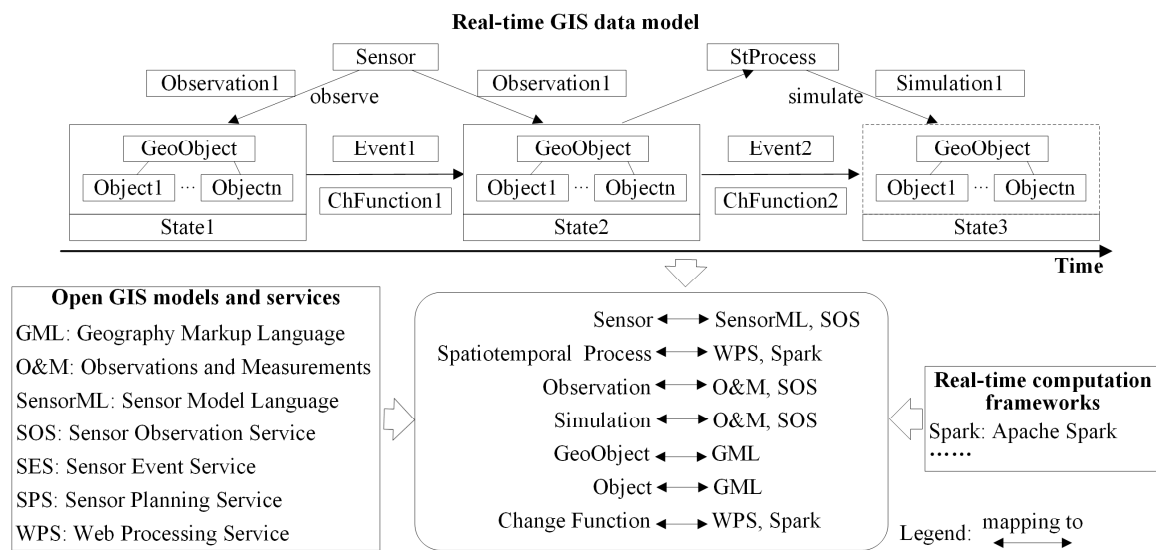 Real-time GIS data model
Sensor
StProcess
Observation1
Observation1
Simulation1
observe
simulate
GeoObject
Object1 ... Objectn
State1
Event1
ChFunction1
GeoObject
Object1 ... Objectn
State2
Event2
ChFunction2
GeoObject
Object1 ... Objectn
State3
Time
Open GIS models and services
GML: Geography Markup Language
O&M: Observations and Measurements
SensorML: Sensor Model Language
SOS: Sensor Observation Service
SES: Sensor Event Service
SPS: Sensor Planning Service
WPS: Web Processing Service
Sensor SensorML, SOS
Spatiotemporal Process WPS, Spark
Observation O&M, SOS
Simulation O&M, SOS
GeoObject GML
Object GML
Change Function WPS, Spark
Real-time computation
frameworks
Spark: Apache Spark
……
Legend: mapping to